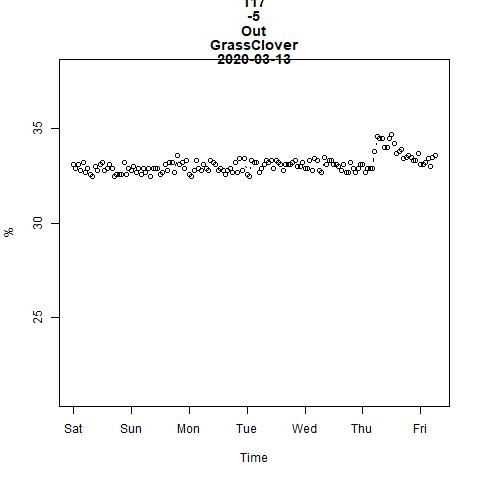 117
-5
Out
GrassClover
2020-03-13
35
30
25
%
Sat Sun Mon Tue Wed Thu Fri
Time